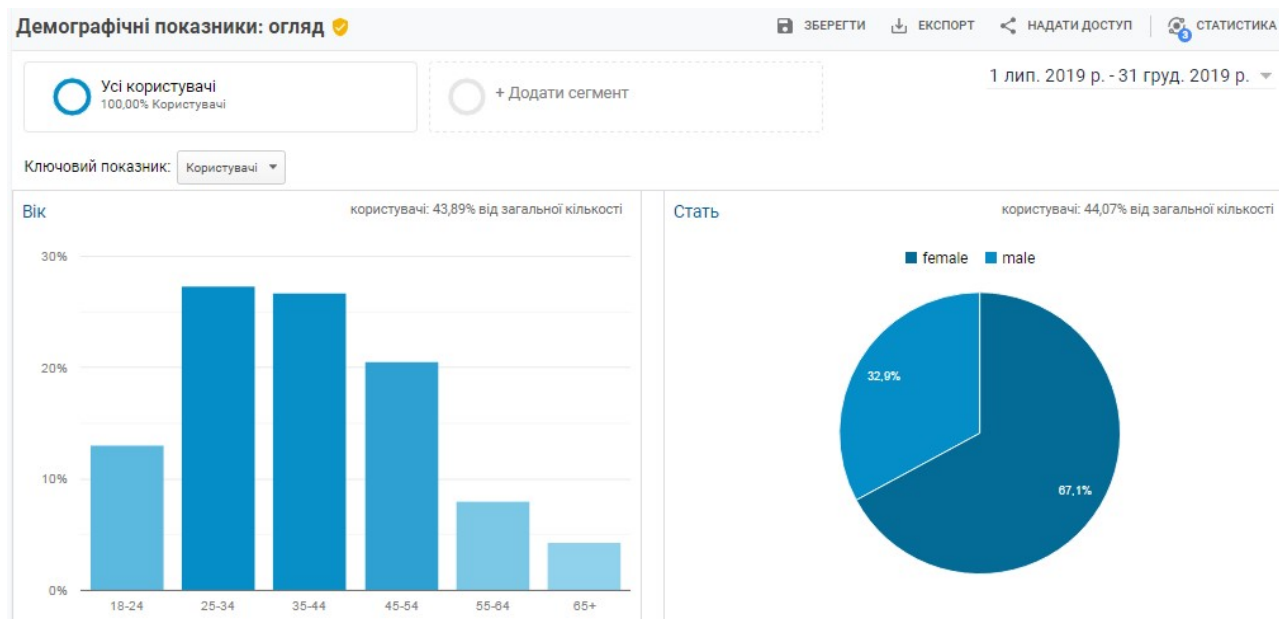 Демографічні показники: огляд
ЗБЕРЕГТИ
ЕКСПОРТ
НАДАТИ ДОСТУП
3
СТАТИСТИКА
Усі користувачі
100,00% Користувачі
+ Додати сегмент
1 лип. 2019 р. - 31 груд. 2019 р.
Ключовий показник:
Користувачі
Вік
користувачі: 43,89% від загальної кількості
30%
20%
10%
0%
18-24
25-34
35-44
45-54
55-64
65+
Стать
користувачі: 44,07% від загальної кількості
female
male
32,9%
67,1%